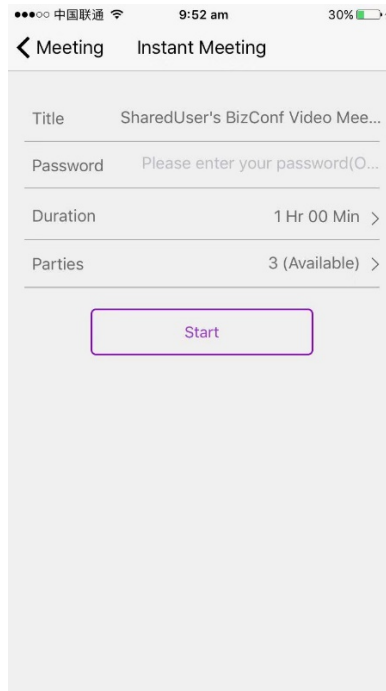 中国联通 9:52 am 30%
Meeting Instant Meeting
Title SharedUser's BizConf Video Mee...
Password Please enter your password(O...
Duration 1 Hr 00 Min
Parties 3 (Available)
Start